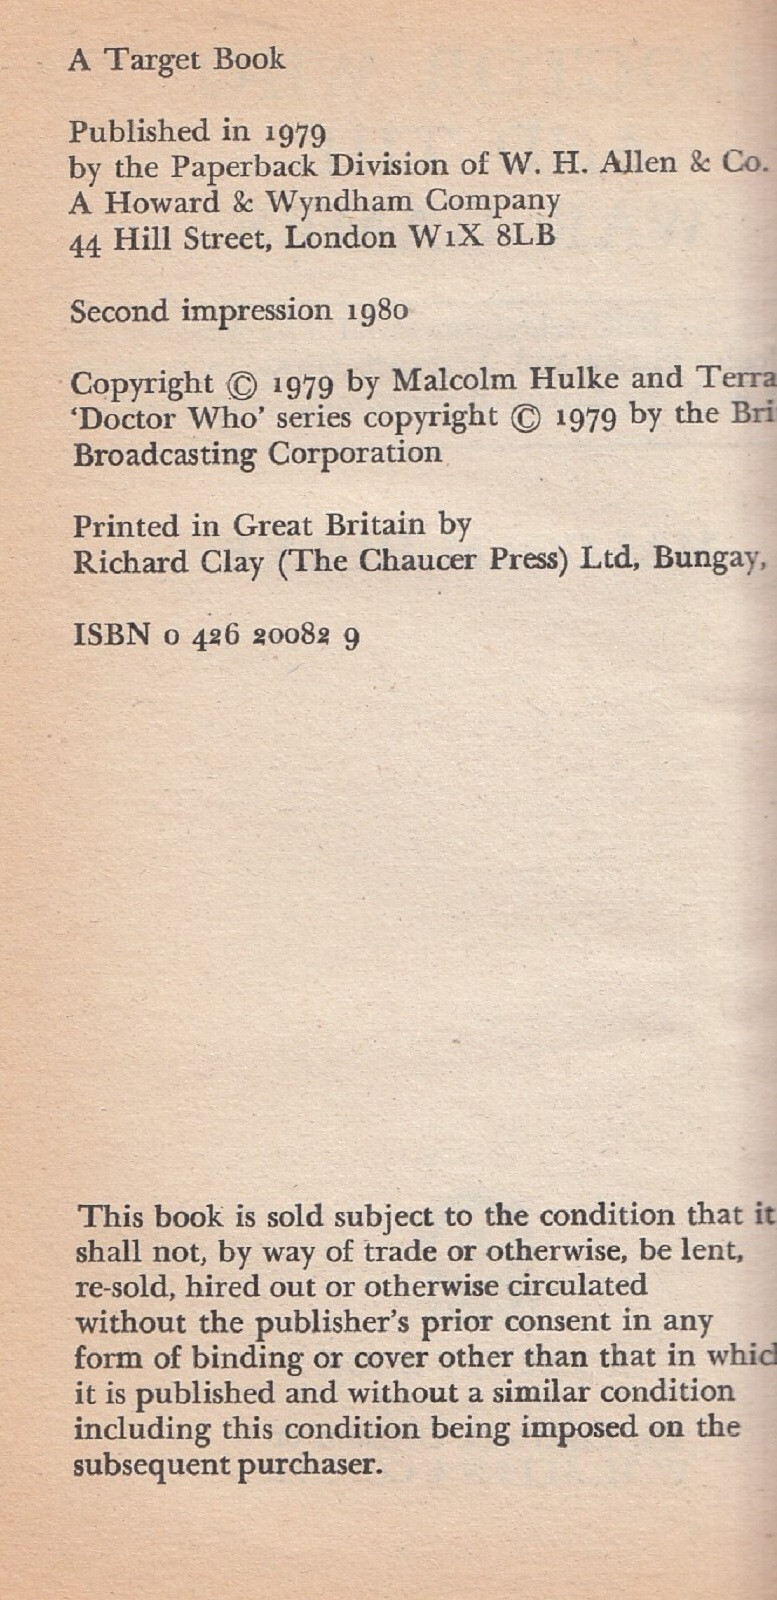 A Target Book
Published in 1979
by the Paperback Division of W. H. Allen & Co.
A Howard & Wyndham Company
44 Hill Street, London W1X 8LB
Second impression 1980
Copyright © 1979 by Malcolm Hulke and Terra
‘Doctor Who’ series copyright © 1979 by the Bri
Broadcasting Corporation
Printed in Great Britain by
Richard Clay (The Chaucer Press) Ltd, Bungay,
ISBN 0 426 20082 9
This book is sold subject to the condition that it
shall not, by way of trade or otherwise, be lent,
re-sold, hired out or otherwise circulated
without the publisher’s prior consent in any
form of binding or cover other than that in whic
it is published and without a similar condition
including this condition being imposed on the
subsequent purchaser.